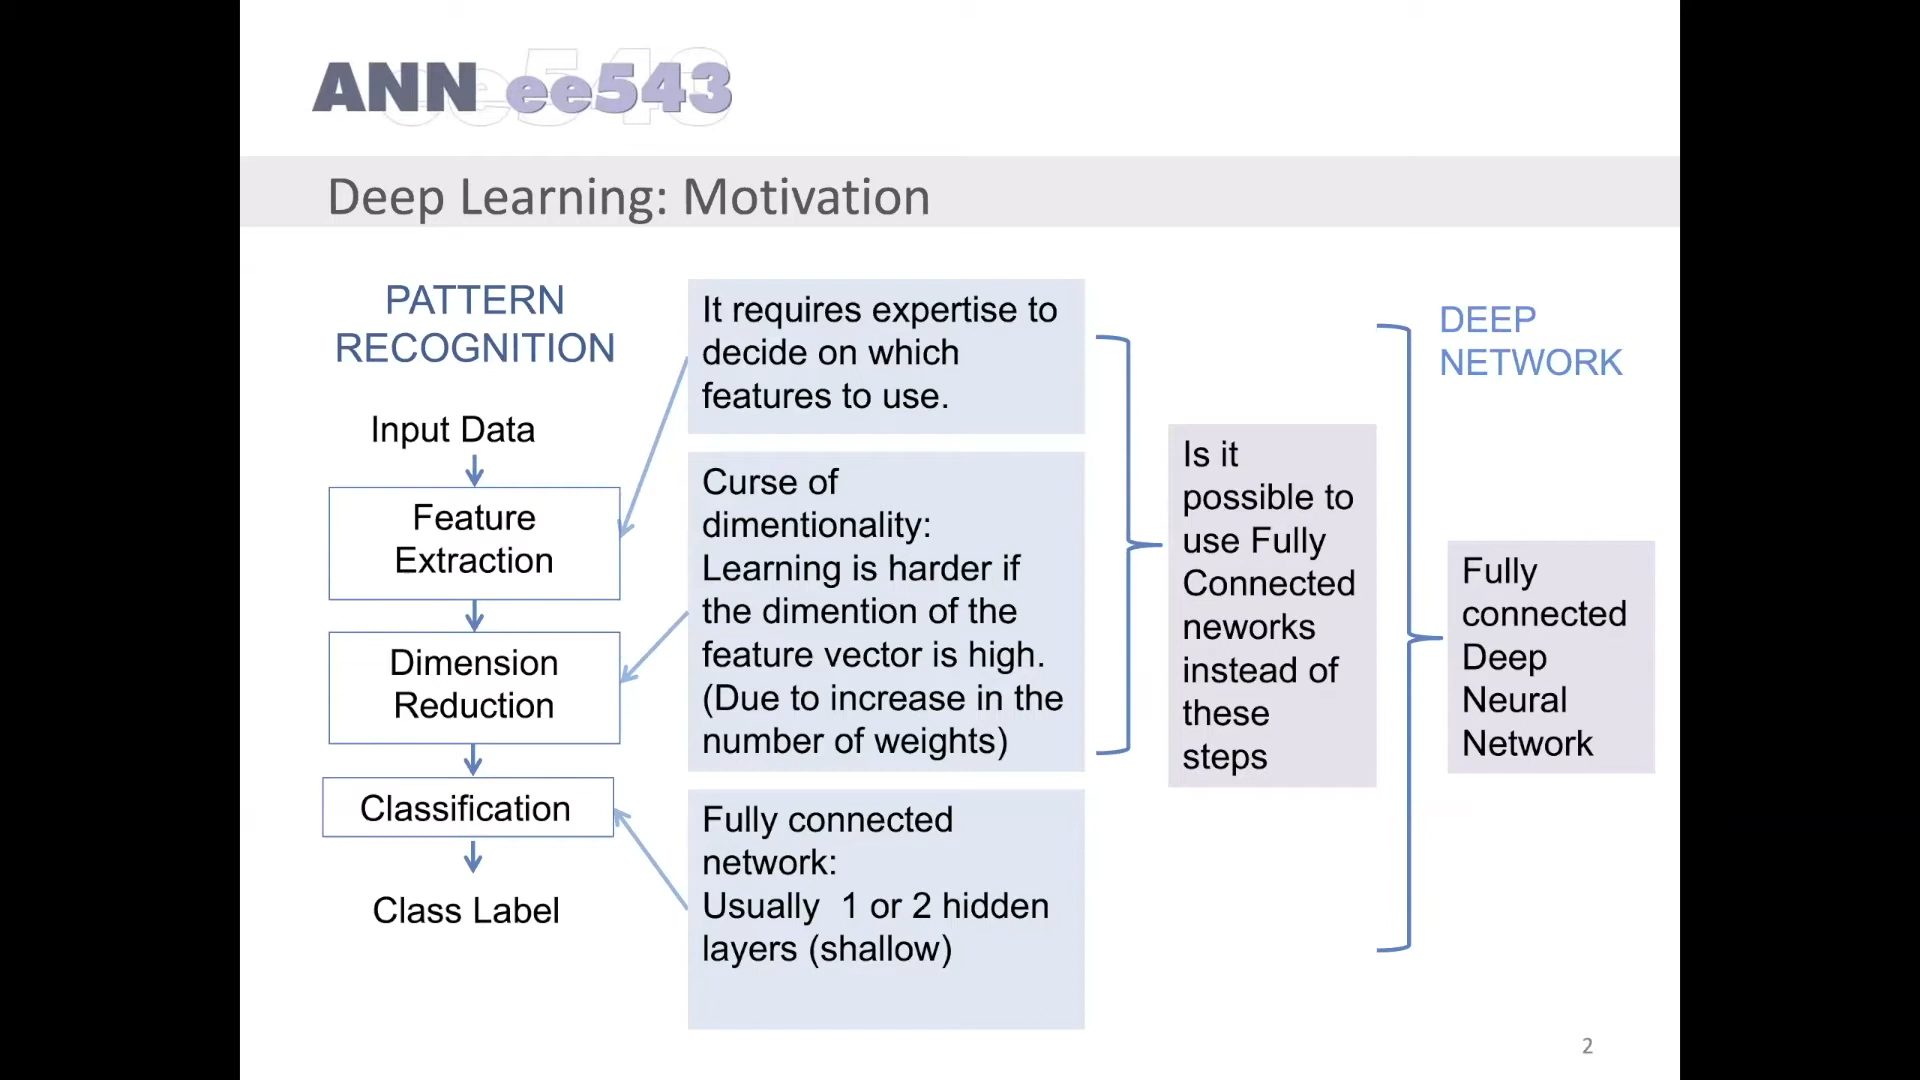 ANN ee543
Deep Learning: Motivation
PATTERN
RECOGNITION
Input Data
Feature
Extraction
Dimension
Reduction
Classification
Class Label
It requires expertise to
decide on which
features to use.
Curse of
dimentionality:
Learning is harder if
the dimention of the
feature vector is high.
(Due to increase in the
number of weights)
Fully connected
network:
Usually 1 or 2 hidden
layers (shallow)
Is it
possible to
use Fully
Connected
neworks
instead of
these
steps
DEEP
NETWORK
Fully
connected
Deep
Neural
Network
2